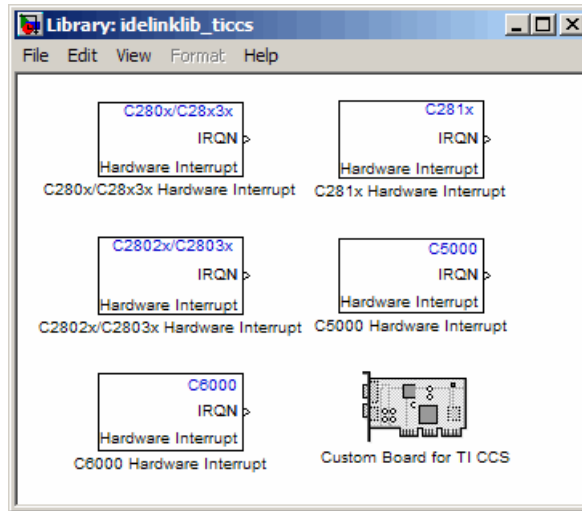 Library: idelinklib_ticcs
File Edit View Format Help
C280x/C28x3x
IRQN
Hardware Interrupt
C280x/C28x3x Hardware Interrupt
C281x
IRQN
Hardware Interrupt
C281x Hardware Interrupt
C2802x/C2803x
IRQN
Hardware Interrupt
C2802x/C2803x Hardware Interrupt
C5000
IRQN
Hardware Interrupt
C5000 Hardware Interrupt
C6000
IRQN
Hardware Interrupt
C6000 Hardware Interrupt
Custom Board for TI CCS